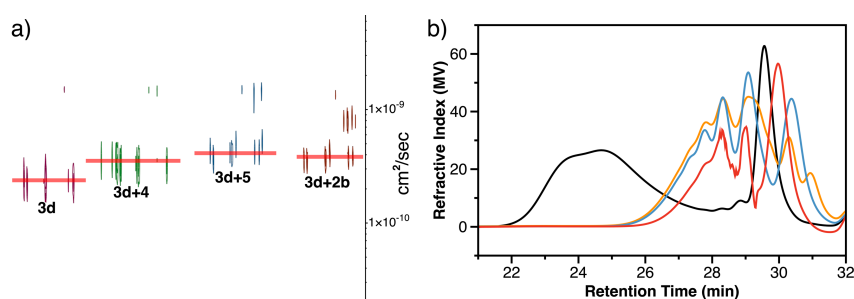 a)
3d
3d+4
3d+5
3d+2b
1×10⁻⁹
cm²/sec
1×10⁻¹⁰
b)
Refractive Index (MV)
60
40
20
0
22 24 26 28 30 32
Retention Time (min)